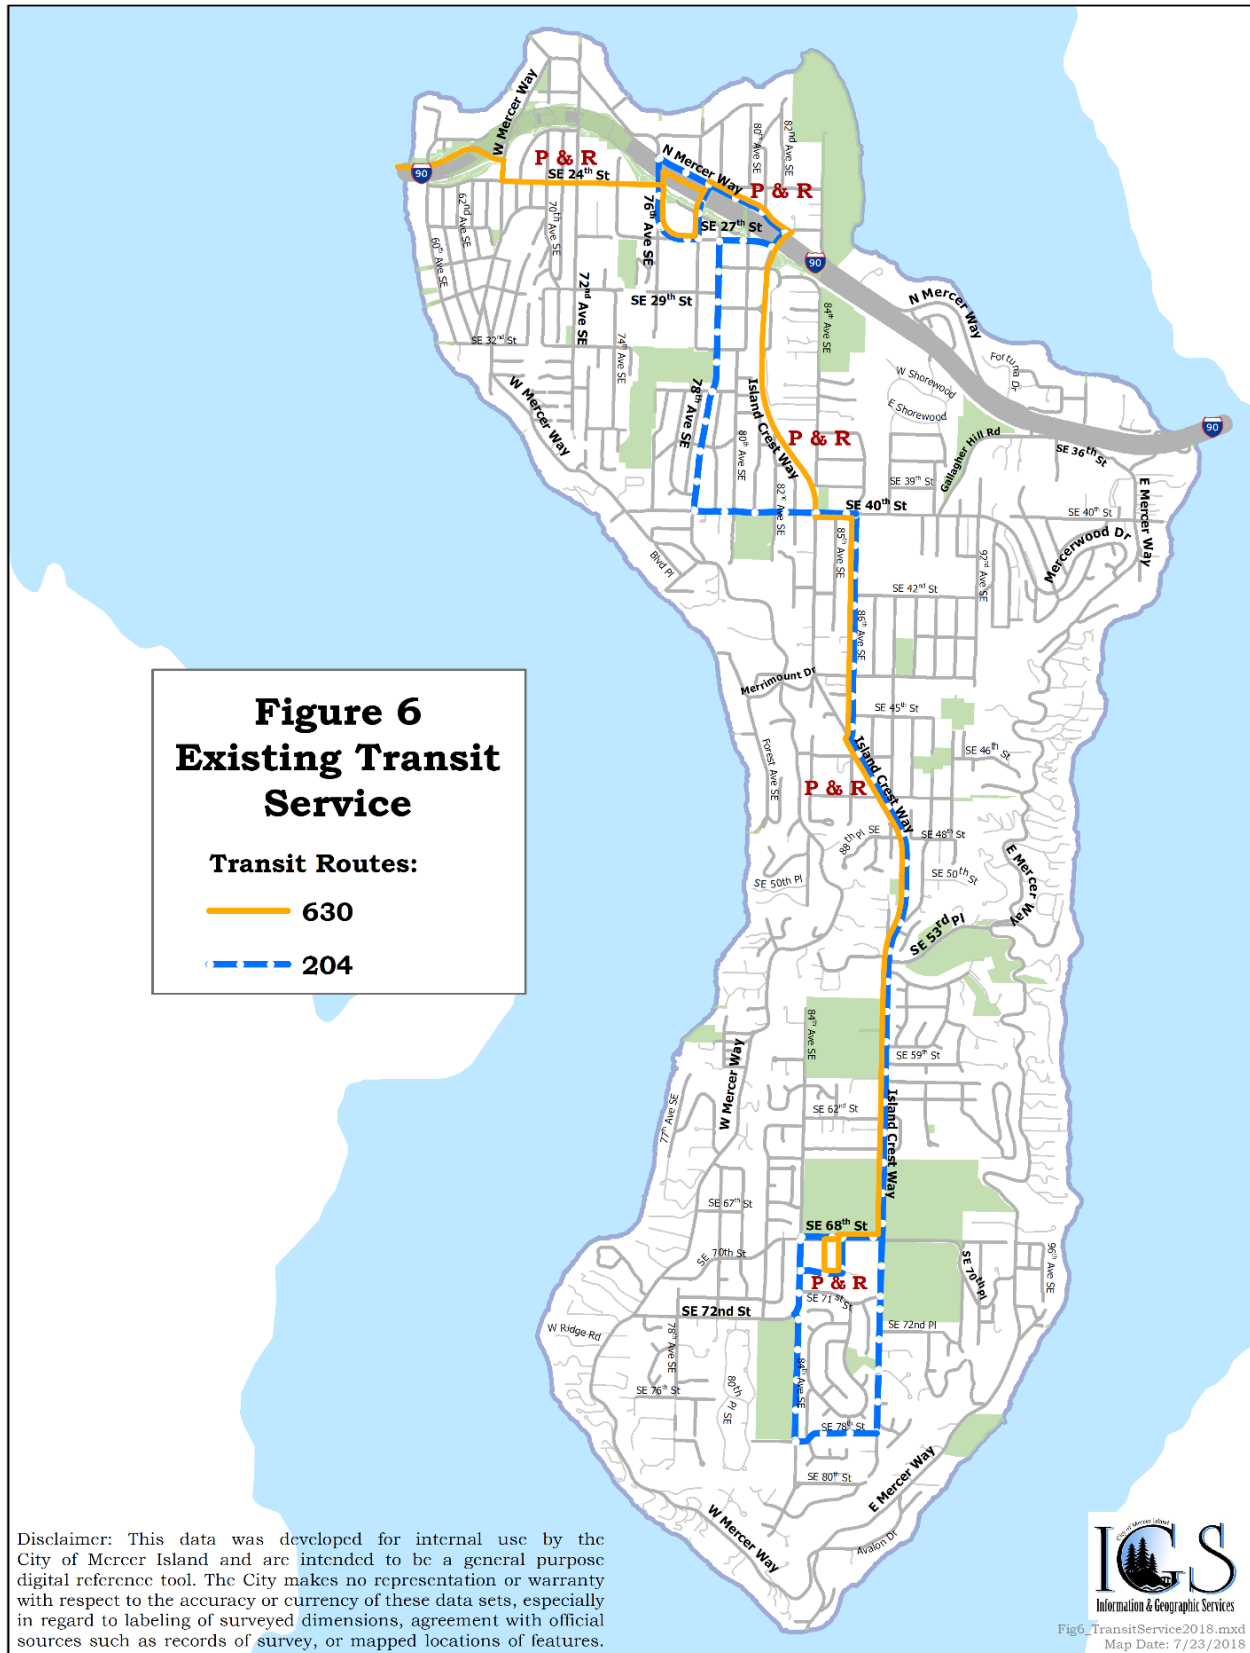 W Mercer Way
P & R
SE 24th St
N Mercer Way
80th Ave SE
82nd Ave SE
P & R
90
62nd Ave SE
70th Ave SE
76th Ave SE
SE 27th St
60th Ave SE
90
72nd Ave SE
SE 29th St
N Mercer Way
84th Ave SE
SE 32nd St
74th Ave SE
Fortuna Dr
W Shorewood
W Mercer Way
78th Ave SE
Island Crest Way
E Shorewood
90
P & R
80th Ave SE
Gallagher Hill Rd
SE 36th St
SE 39th St
82nd Ave SE
SE 40th St
SE 40th St
E Mercer Way
85th Ave SE
Mercerwood Dr
Blvd Pl
92nd Ave SE
SE 42nd St
86th Ave SE
Merrimount Dr
SE 45th St
Figure 6
Existing Transit
Service
Transit Routes:
630
204
Forest Ave SE
Island Crest Way
SE 46th St
P & R
88th Pl SE
SE 48th St
E Mercer Way
SE 50th Pl
SE 50th St
SE 53rd Pl
84th Ave SE
W Mercer Way
SE 59th St
77th Ave SE
SE 62nd St
Island Crest Way
SE 67th St
SE 68th St
SE 70th St
SE 70th Pl
96th Ave SE
P & R
SE 71st St
SE 72nd St
W Ridge Rd
78th Ave SE
SE 72nd Pl
84th Ave SE
SE 76th St
80th Pl SE
SE 78th St
SE 80th St
E Mercer Way
W Mercer Way
Avalon Dr
Disclaimer: This data was developed for internal use by the
City of Mercer Island and are intended to be a general purpose
digital reference tool. The City makes no representation or warranty
with respect to the accuracy or currency of these data sets, especially
in regard to labeling of surveyed dimensions, agreement with official
sources such as records of survey, or mapped locations of features.
City of Mercer Island
IGS
Information & Geographic Services
Fig6_TransitService2018.mxd
Map Date: 7/23/2018